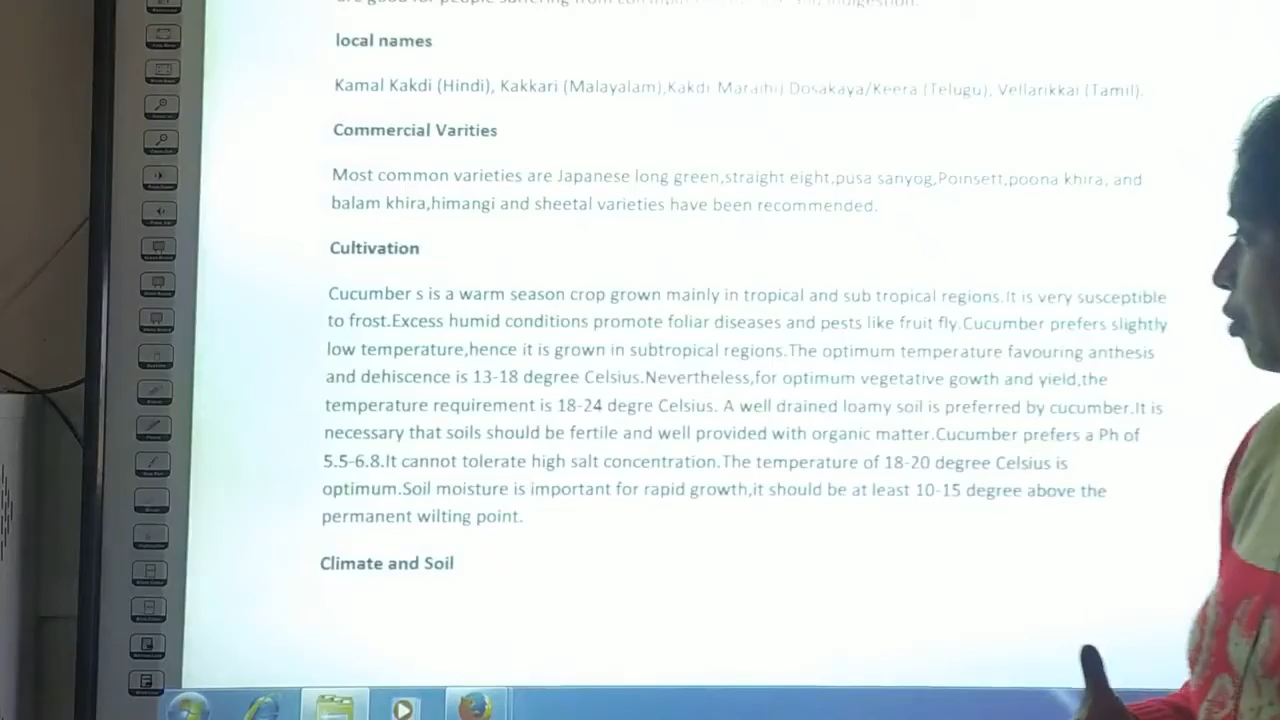 local names
Kamal Kakdi (Hindi), Kakkari (Malayalam),Kakdi Marathi) Dosakaya/Keera (Telugu), Vellarikkai (Tamil).
Commercial Varities
Most common varieties are Japanese long green,straight eight,pusa sanyog,Poinsett,poona khira, and
balam khira,himangi and sheetal varieties have been recommended.
Cultivation
Cucumber s is a warm season crop grown mainly in tropical and sub tropical regions.It is very susceptible
to frost.Excess humid conditions promote foliar diseases and pests like fruit fly.Cucumber prefers slightly
low temperature,hence it is grown in subtropical regions.The optimum temperature favouring anthesis
and dehiscence is 13-18 degree Celsius.Nevertheless,for optimum vegetative gowth and yield,the
temperature requirement is 18-24 degre Celsius. A well drained loamy soil is preferred by cucumber.It is
necessary that soils should be fertile and well provided with organic matter.Cucumber prefers a Ph of
5.5-6.8.It cannot tolerate high salt concentration.The temperature of 18-20 degree Celsius is
optimum.Soil moisture is important for rapid growth,it should be at least 10-15 degree above the
permanent wilting point.
Climate and Soil